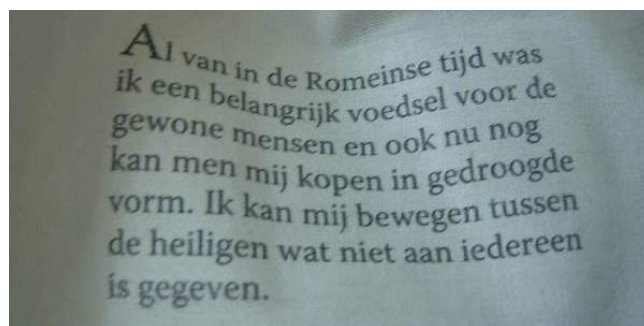 Al van in de Romeinse tijd was
ik een belangrijk voedsel voor de
gewone mensen en ook nu nog
kan men mij kopen in gedroogde
vorm. Ik kan mij bewegen tussen
de heiligen wat niet aan iedereen
is gegeven.